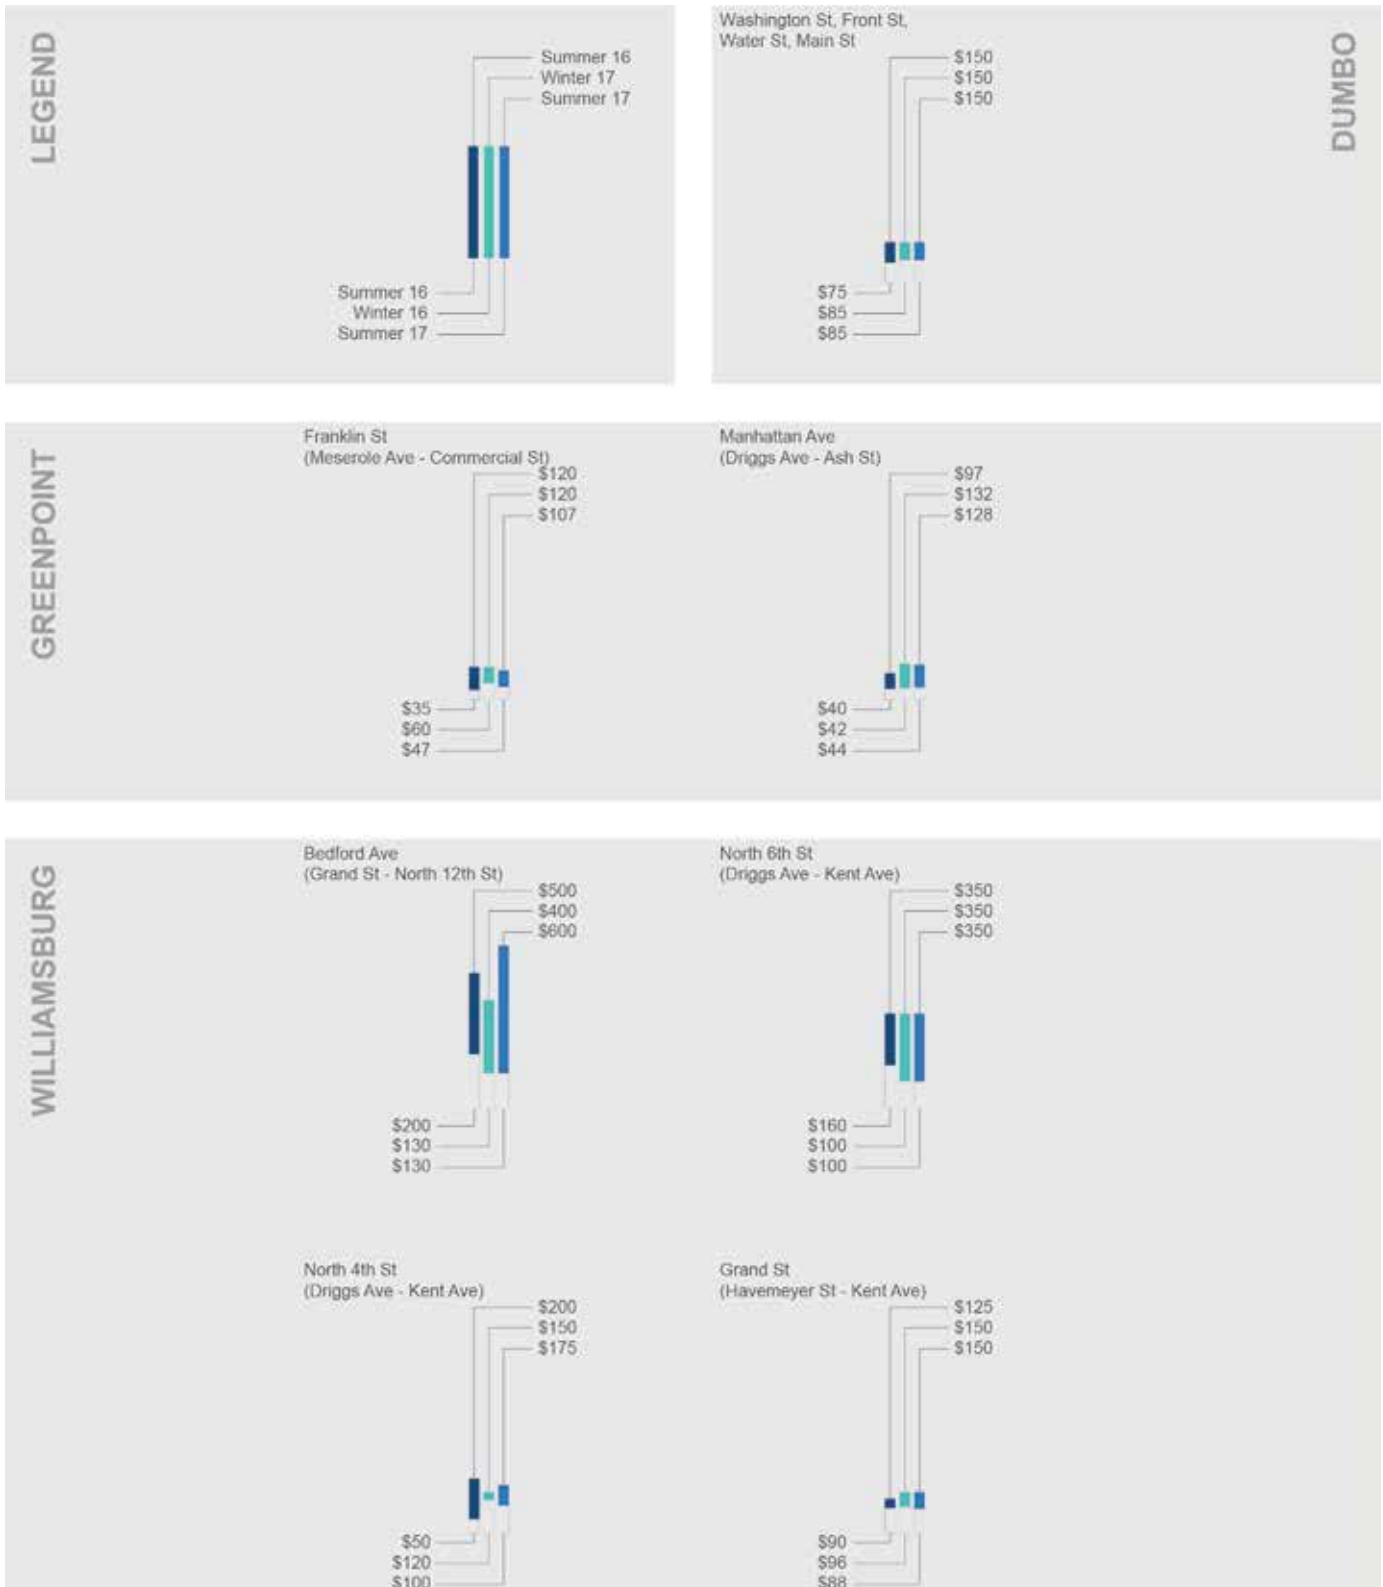 LEGEND
Summer 16
Winter 17
Summer 17
Summer 16
Winter 16
Summer 17
DUMBO
Washington St, Front St,
Water St, Main St
$150
$150
$150
$75
$85
$85
GREENPOINT
Franklin St
(Meserole Ave - Commercial St)
$120
$120
$107
$35
$60
$47
Manhattan Ave
(Driggs Ave - Ash St)
$97
$132
$128
$40
$42
$44
WILLIAMSBURG
Bedford Ave
(Grand St - North 12th St)
$500
$400
$600
$200
$130
$130
North 6th St
(Driggs Ave - Kent Ave)
$350
$350
$350
$160
$100
$100
North 4th St
(Driggs Ave - Kent Ave)
$200
$150
$175
$50
$120
$100
Grand St
(Havemeyer St - Kent Ave)
$125
$150
$150
$90
$96
$88